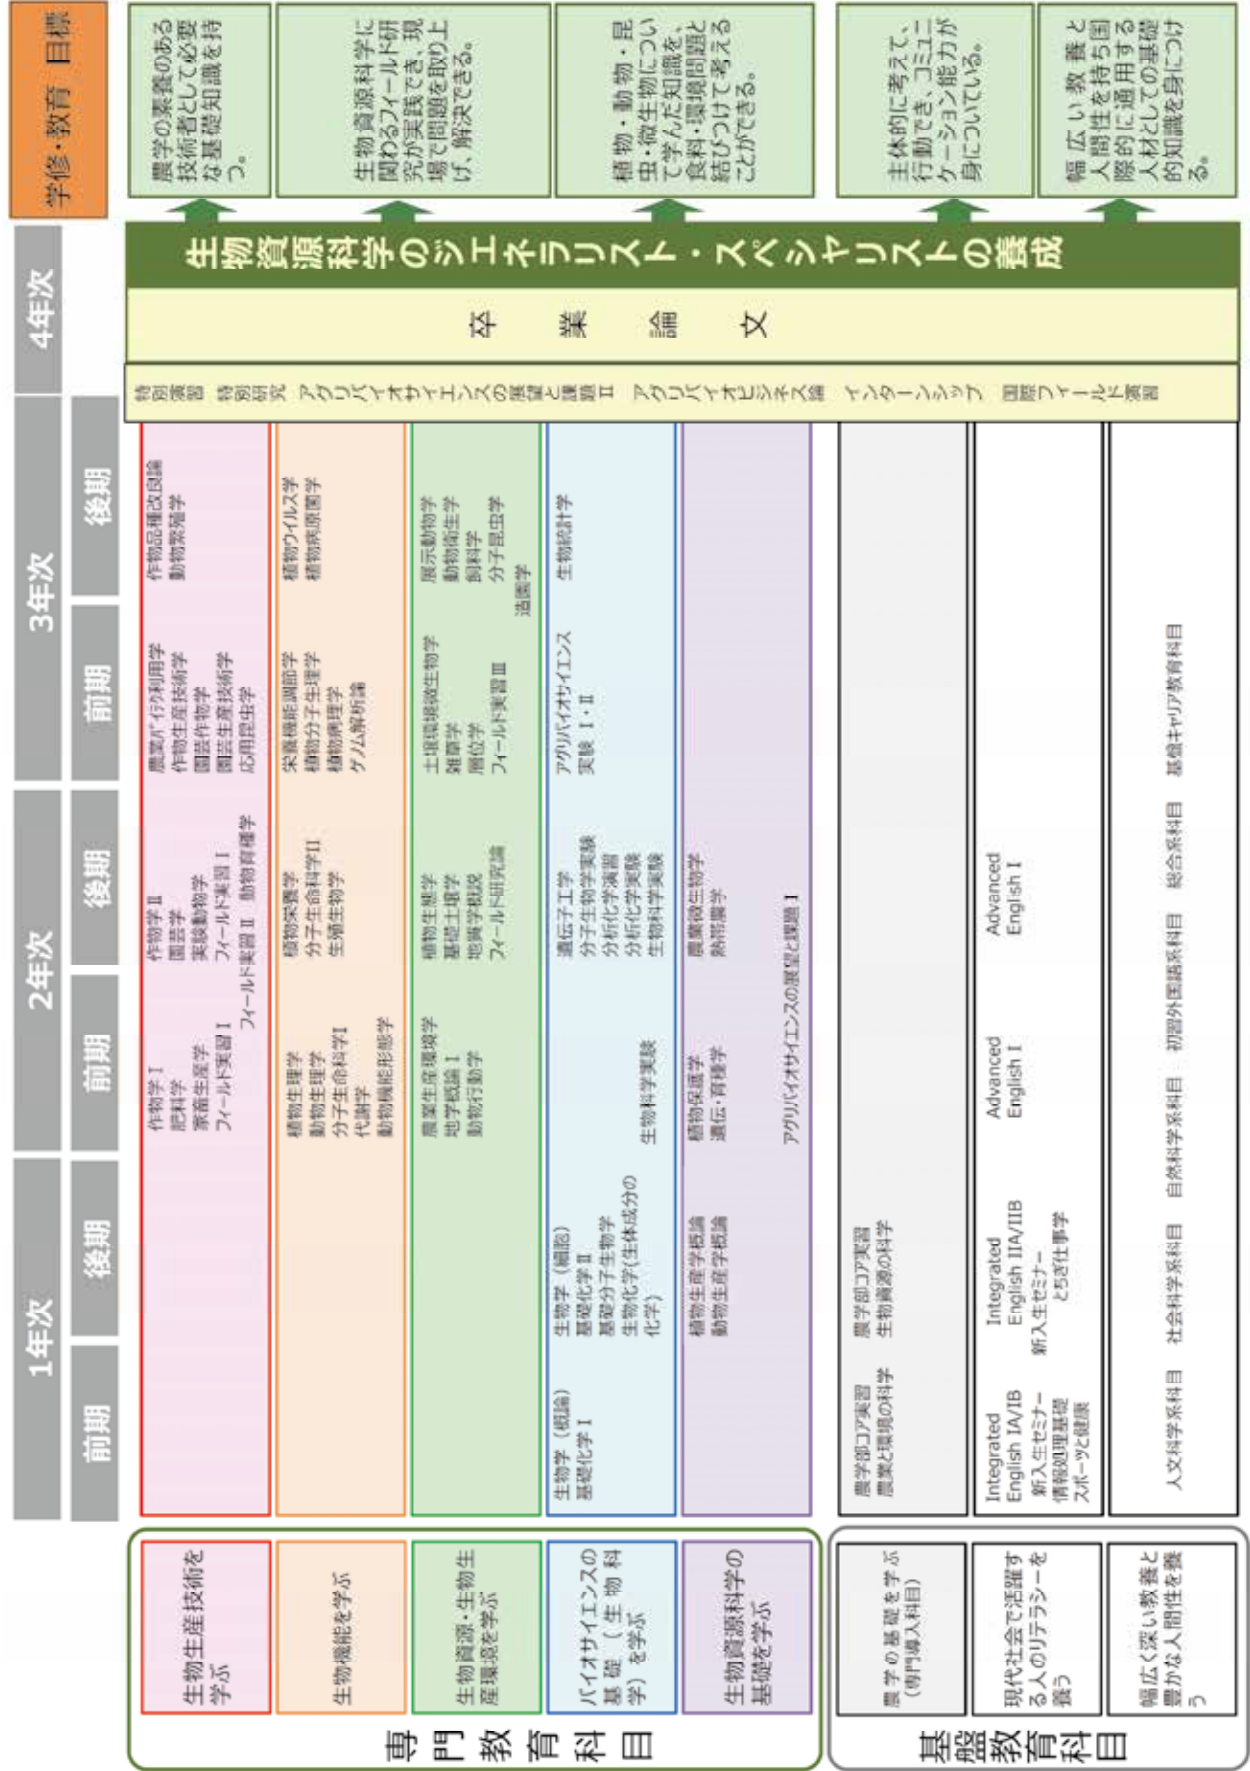 1年次
2年次
3年次
4年次
学修・教育 目標
前期
後期
前期
後期
前期
後期
専門教育科目
生物生産技術を
学ぶ
作物学Ⅰ
肥料学
家畜生産学
フィールド実習Ⅰ
作物学Ⅱ
園芸学
実験動物学
フィールド実習Ⅰ
フィールド実習Ⅱ 動物育種学
農業バイテク利用学
作物生産技術学
園芸作物学
園芸生産技術学
応用昆虫学
作物品種改良論
動物繁殖学
生物機能を学ぶ
植物生理学
動物生理学
分子生命科学I
代謝学
動物機能形態学
植物栄養学
分子生命科学II
生殖生物学
栄養機能調節学
植物分子生理学
植物病理学
ゲノム解析論
植物ウイルス学
植物病原菌学
生物資源・生物生
産環境を学ぶ
農業生産環境学
地学概論Ⅰ
動物行動学
植物生態学
基礎土壌学
地質学概説
フィールド研究論
土壌環境微生物学
雑草学
層位学
フィールド実習Ⅲ
展示動物学
動物衛生学
飼料学
分子昆虫学
造園学
バイオサイエンスの
基礎(生物科
学)を学ぶ
生物学(概論)
基礎化学Ⅰ
生物学(細胞)
基礎化学Ⅱ
基礎分子生物学
生物化学(生体成分の
化学)
生物科学実験
遺伝子工学
分子生物学実験
分析化学演習
分析化学実験
生物科学実験
アグリバイオサイエンス
実験 Ⅰ・Ⅱ
生物統計学
生物資源科学の
基礎を学ぶ
植物生産学概論
動物生産学概論
植物保護学
遺伝・育種学
農業微生物学
熱帯農学
アグリバイオサイエンスの展望と課題Ⅰ
基盤教育科目
農学の基礎を学ぶ
(専門導入科目)
農学部コア実習
農業と環境の科学
農学部コア実習
生物資源の科学
現代社会で活躍す
る人のリテラシーを
養う
Integrated
English IA/IB
新入生セミナー
情報処理基礎
スポーツと健康
Integrated
English IIA/IIB
新入生セミナー
とちぎ仕事学
Advanced
English I
Advanced
English I
幅広く深い教養と
豊かな人間性を養
う
人文科学系科目 社会科学系科目 自然科学系科目 初習外国語系科目 総合系科目 基盤キャリア教育科目
特別演習 特別研究 アグリバイオサイエンスの展望と課題Ⅱ アグリバイオビジネス論 インターンシップ 国際フィールド実習
卒業論文
生物資源科学のジェネラリスト・スペシャリストの養成
農学の素養のある
技術者として必要
な基礎知識を持
つ。
生物資源科学に
関わるフィールド研
究が実践でき、現
場で問題を取り上
げ、解決できる。
植物・動物・昆
虫・微生物につい
て学んだ知識を、
食料・環境問題と
結びつけて考える
ことができる。
主体的に考えて、
行動でき、コミュニ
ケーション能力が
身についている。
幅広い教養と
人間性を持ち国
際的に通用する
人材としての基礎
的知識を身につけ
る。